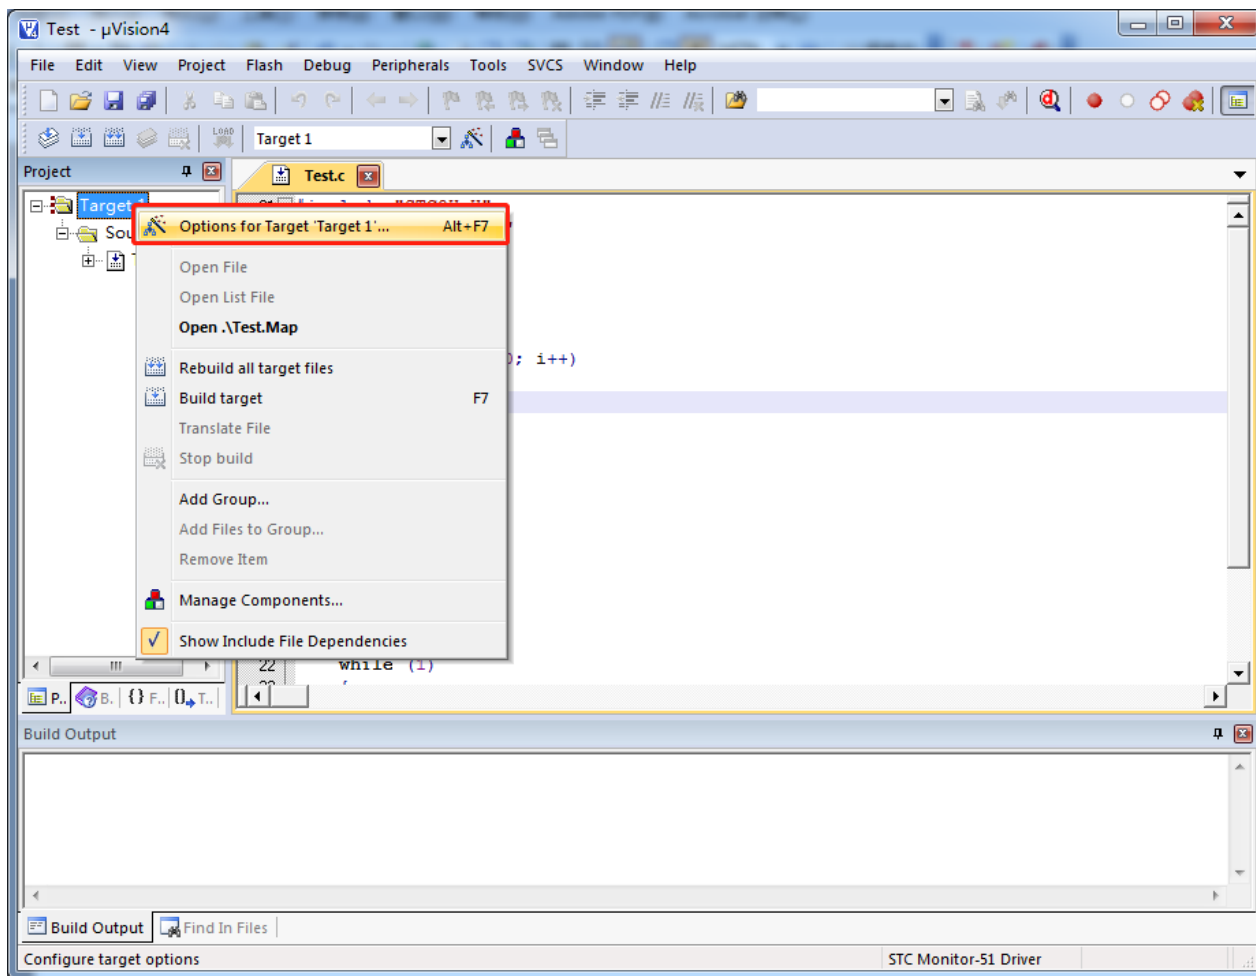 Test - µVision4
File Edit View Project Flash Debug Peripherals Tools SVCS Window Help
LOAD Target 1
Project
Test.c
Target 1
Options for Target 'Target 1'... Alt+F7
Open File
Open List File
Open .\Test.Map
; i++)
Rebuild all target files
Build target F7
Translate File
Stop build
Add Group...
Add Files to Group...
Remove Item
Manage Components...
Show Include File Dependencies
22 while (1)
P.. B. {} F.. T..
Build Output
Build Output Find In Files
Configure target options STC Monitor-51 Driver